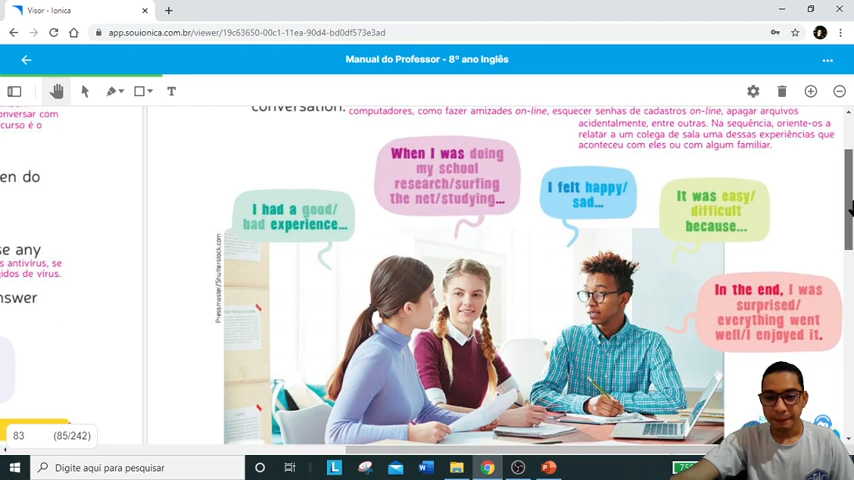 Visor - Ionica
app.souionica.com.br/viewer/19c63650-00c1-11ea-90d4-bd0df573e3ad
Manual do Professor - 8º ano Inglês
com
onversar com
curso é o
en do
se any
s antivírus, se
gidos de vírus.
nswer
conversation.
computadores, como fazer amizades on-line, esquecer senhas de cadastros on-line, apagar arquivos
acidentalmente, entre outras. Na sequência, oriente-os a
relatar a um colega de sala uma dessas experiências que
aconteceu com eles ou com algum familiar.
When I was doing
my school
research/surfing
the net/studying...
I had a good/
bad experience...
I felt happy/
sad...
It was easy/
difficult
because...
In the end, I was
surprised/
everything went
well/I enjoyed it.
Pressmaster/Shutterstock.com
83 (85/242)
Digite aqui para pesquisar